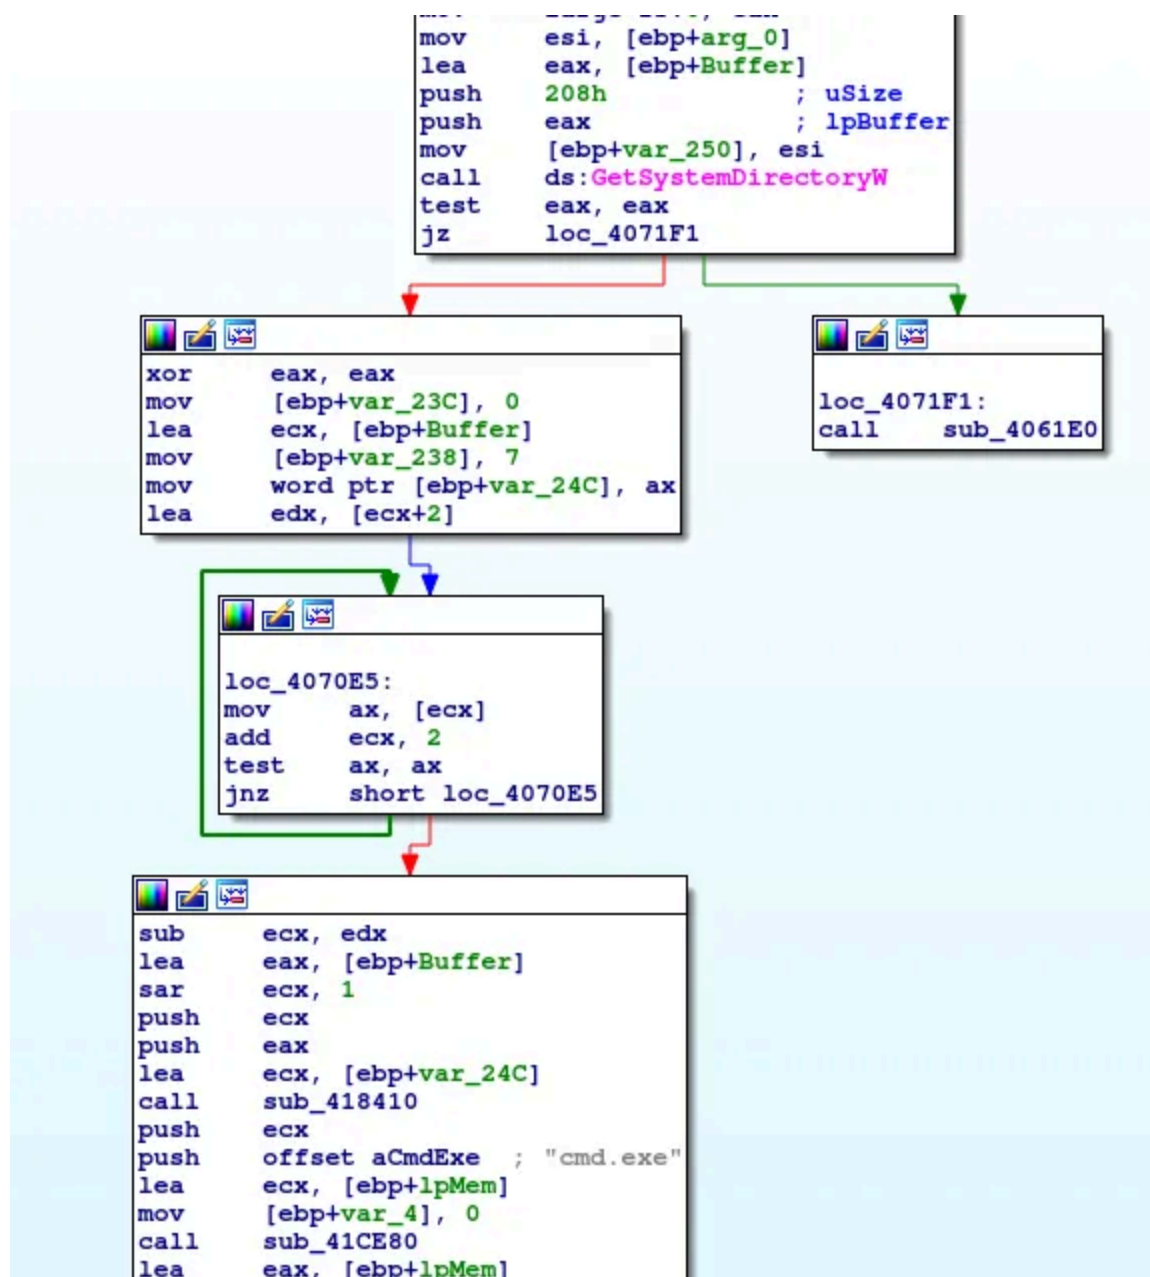 mov esi, [ebp+arg_0]
lea eax, [ebp+Buffer]
push 208h ; uSize
push eax ; lpBuffer
mov [ebp+var_250], esi
call ds:GetSystemDirectoryW
test eax, eax
jz loc_4071F1
xor eax, eax
mov [ebp+var_23C], 0
lea ecx, [ebp+Buffer]
mov [ebp+var_238], 7
mov word ptr [ebp+var_24C], ax
lea edx, [ecx+2]
loc_4071F1:
call sub_4061E0
loc_4070E5:
mov ax, [ecx]
add ecx, 2
test ax, ax
jnz short loc_4070E5
sub ecx, edx
lea eax, [ebp+Buffer]
sar ecx, 1
push ecx
push eax
lea ecx, [ebp+var_24C]
call sub_418410
push ecx
push offset aCmdExe ; "cmd.exe"
lea ecx, [ebp+lpMem]
mov [ebp+var_4], 0
call sub_41CE80
lea eax, [ebp+lpMem]